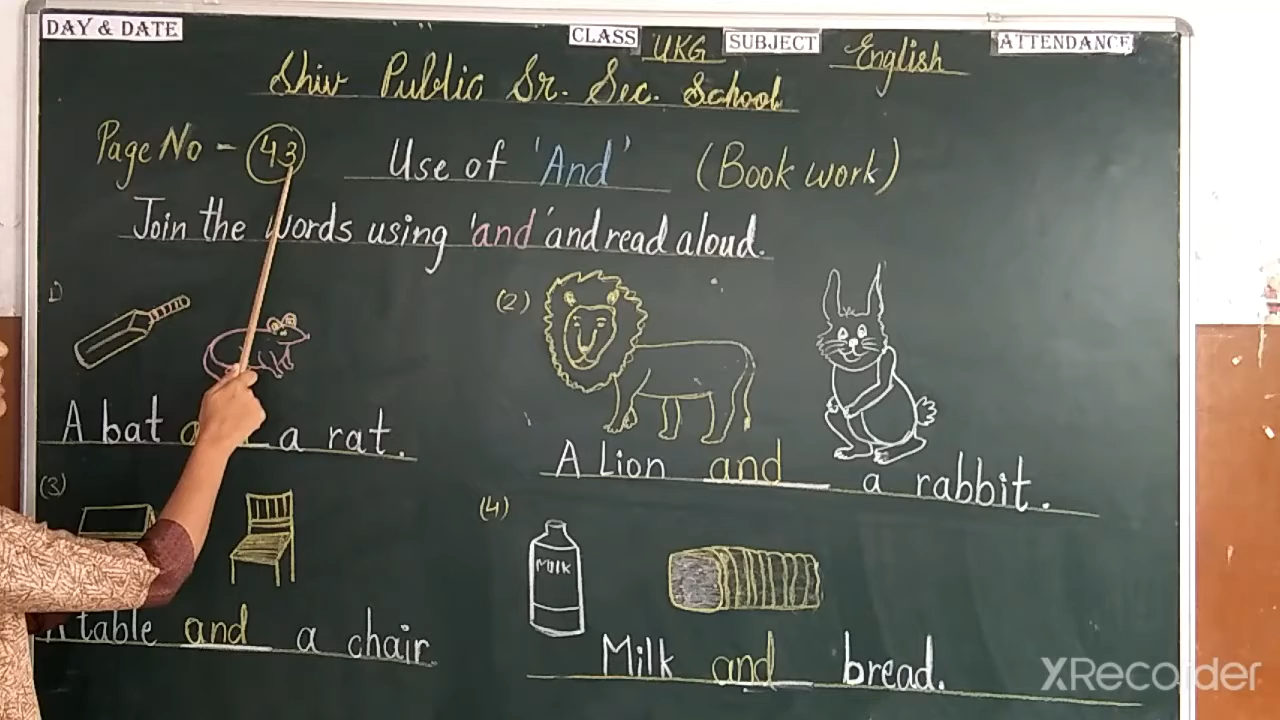 DAY & DATE CLASS UKG SUBJECT English ATTENDANCE
Shiv Public Sr. Sec. School
Page No - 43 Use of 'And' (Book work)
Join the words using 'and' and read aloud.
1)
A bat a rat.
(2)
A Lion and a rabbit.
(3)
table and a chair
(4)
MILK
Milk and bread.
XRecorder